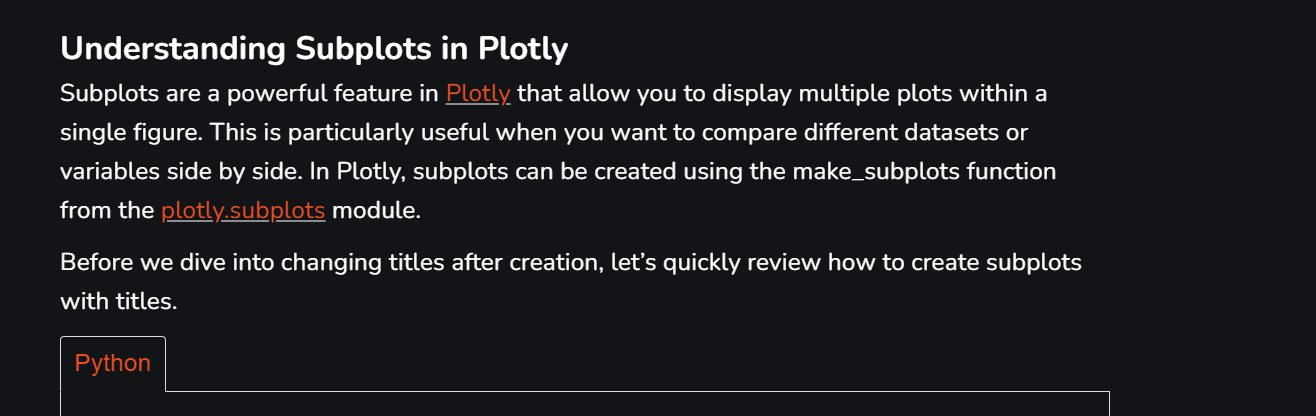 Understanding Subplots in Plotly
Subplots are a powerful feature in Plotly that allow you to display multiple plots within a
single figure. This is particularly useful when you want to compare different datasets or
variables side by side. In Plotly, subplots can be created using the make_subplots function
from the plotly.subplots module.
Before we dive into changing titles after creation, let’s quickly review how to create subplots
with titles.
Python